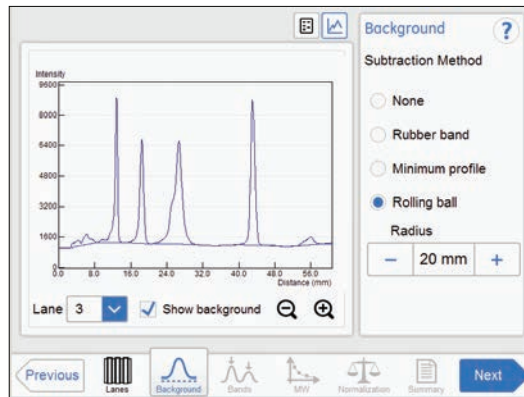 Background ?
Subtraction Method
None
Rubber band
Minimum profile
Rolling ball
Radius
− 20 mm +
Intensity
9600
8000
6400
4800
3200
1600
0
0.0 8.0 16.0 24.0 32.0 40.0 48.0 56.0
Distance (mm)
Lane 3 Show background
Previous Lanes Background Bands MW Normalization Summary Next